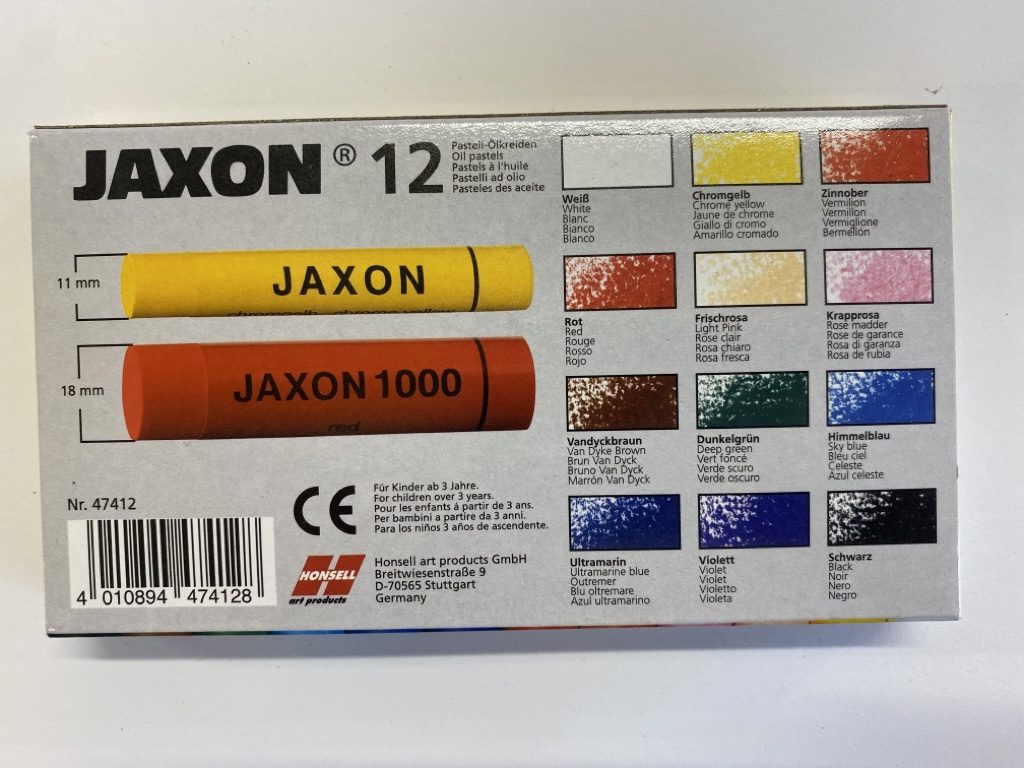 JAXON® 12
Pastell-Ölkreiden
Oil pastels
Pastels à l'huile
Pastelli ad olio
Pasteles des aceite
11 mm
JAXON
chromgelb · chrome yellow
18 mm
JAXON 1000
red
Nr. 47412
4 010894 474128
CE
Für Kinder ab 3 Jahre.
For children over 3 years.
Pour les enfants á partir de 3 ans.
Per bambini a partire da 3 anni.
Para los niños 3 años de ascendente.
HONSELL
art products
Honsell art products GmbH
Breitwiesenstraße 9
D-70565 Stuttgart
Germany
Weiß
White
Blanc
Bianco
Blanco
Chromgelb
Chrome yellow
Jaune de chrome
Giallo di cromo
Amarillo cromado
Zinnober
Vermilion
Vermillon
Vermiglione
Bermellón
Rot
Red
Rouge
Rosso
Rojo
Frischrosa
Light Pink
Rose clair
Rosa chiaro
Rosa fresca
Krapprosa
Rose madder
Rose de garance
Rosa di garanza
Rosa de rubia
Vandyckbraun
Van Dyke Brown
Brun Van Dyck
Bruno Van Dyck
Marrón Van Dyck
Dunkelgrün
Deep green
Vert foncé
Verde scuro
Verde oscuro
Himmelblau
Sky blue
Bleu ciel
Celeste
Azul celeste
Ultramarin
Ultramarine blue
Outremer
Blu oltremare
Azul ultramarino
Violett
Violet
Violet
Violetto
Violeta
Schwarz
Black
Noir
Nero
Negro